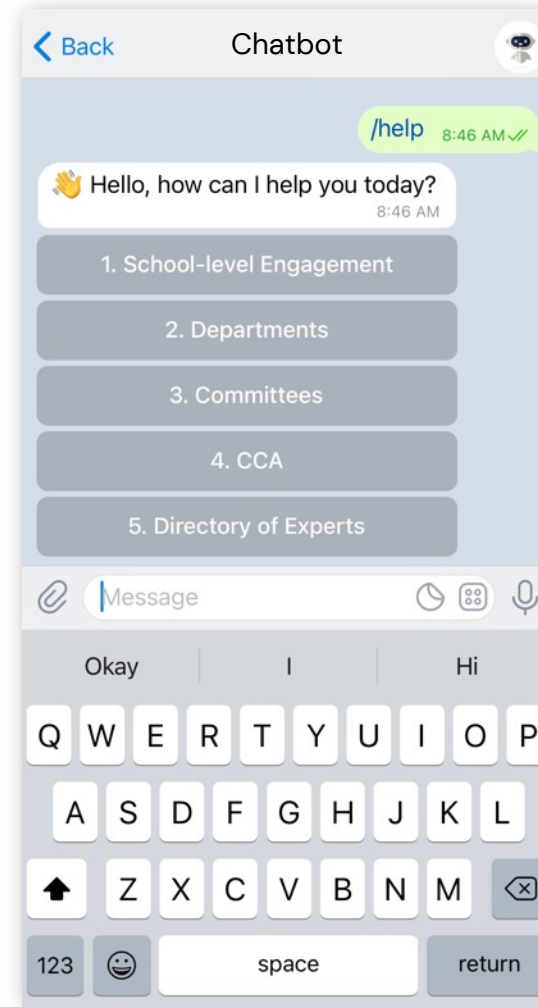 Back
Chatbot
/help 8:46 AM
👋 Hello, how can I help you today?
8:46 AM
1. School-level Engagement
2. Departments
3. Committees
4. CCA
5. Directory of Experts
Message
Okay I Hi
Q W E R T Y U I O P
A S D F G H J K L
Z X C V B N M
123 space return